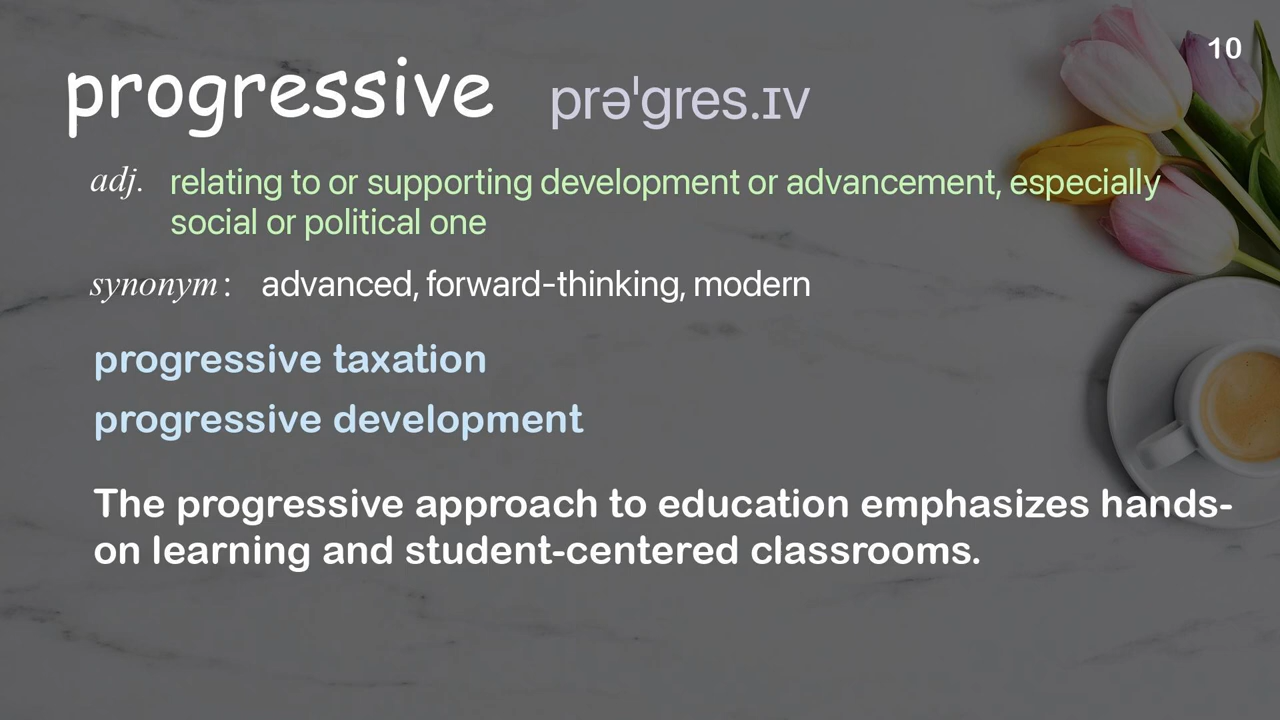 10
progressive prəˈgres.ɪv
adj. relating to or supporting development or advancement, especially
social or political one
synonym: advanced, forward-thinking, modern
progressive taxation
progressive development
The progressive approach to education emphasizes hands-
on learning and student-centered classrooms.